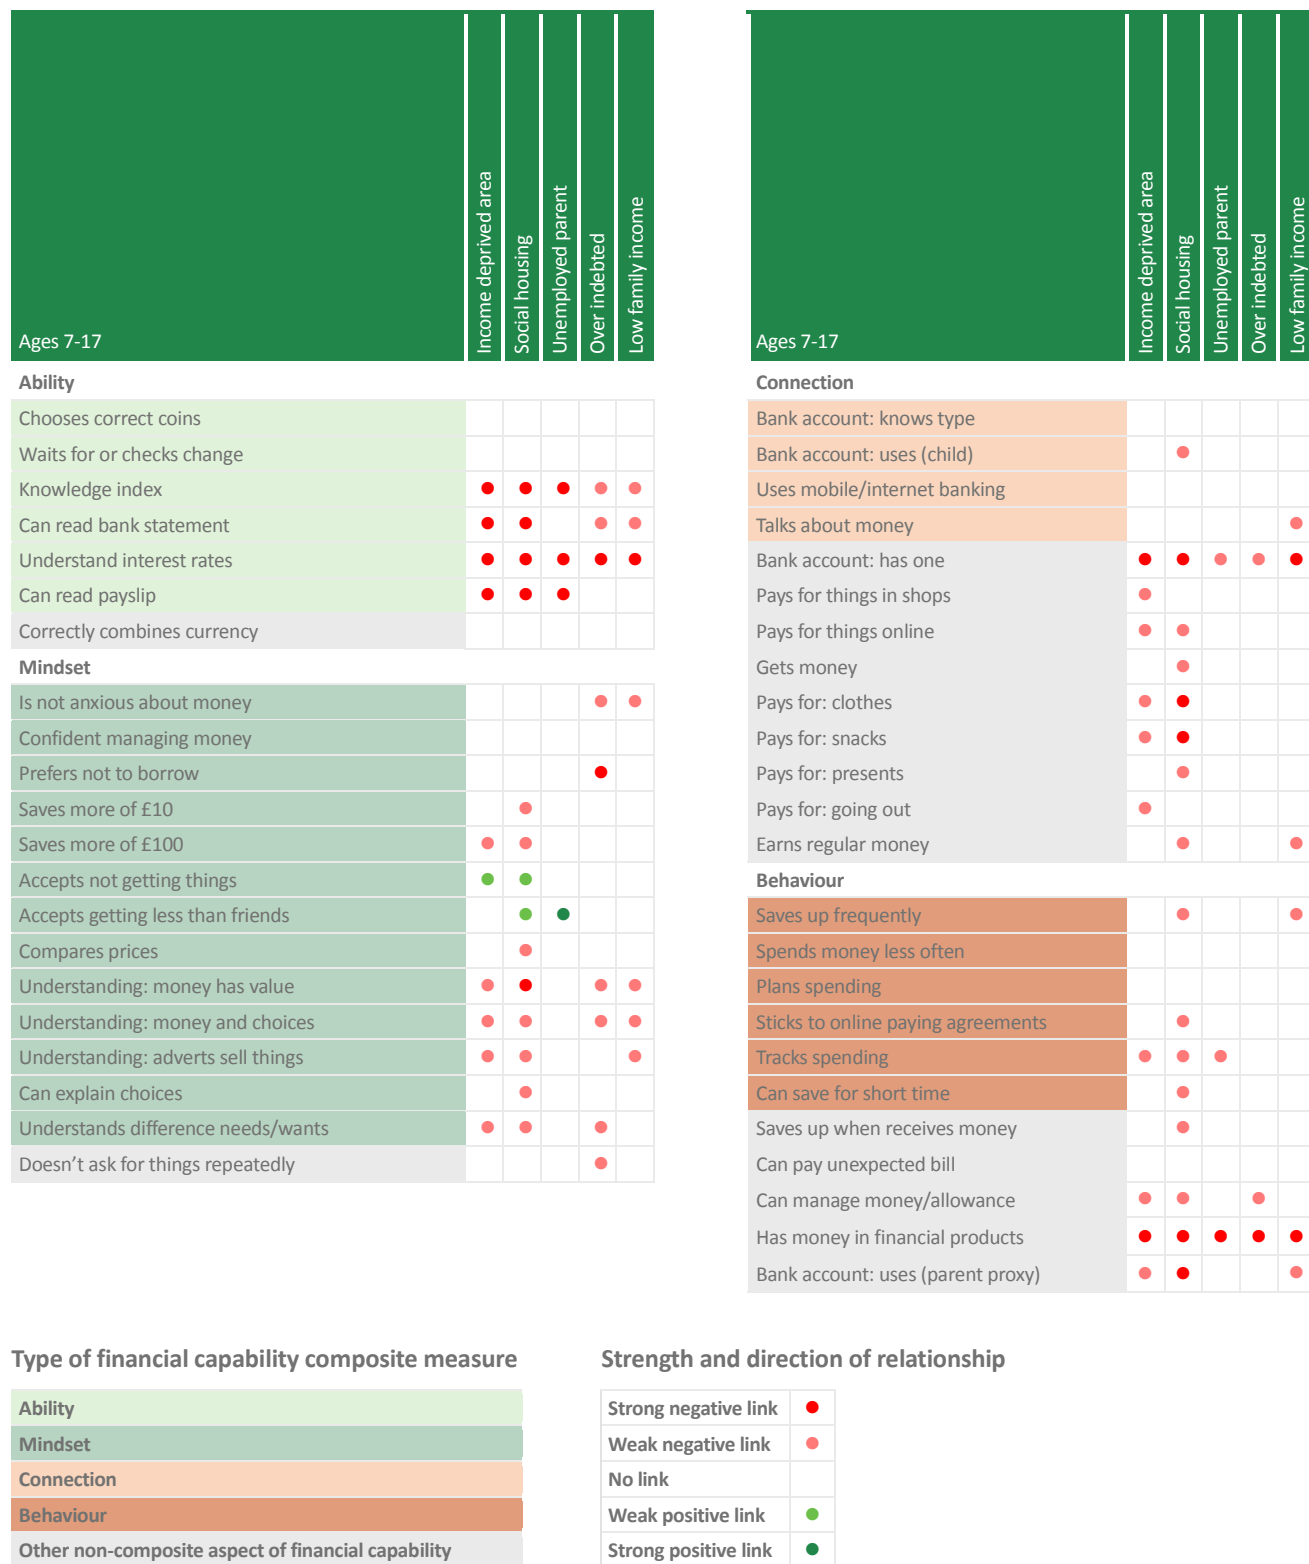 Ages 7-17
Income deprived area
Social housing
Unemployed parent
Over indebted
Low family income
Ability
Chooses correct coins
Waits for or checks change
Knowledge index
Can read bank statement
Understand interest rates
Can read payslip
Correctly combines currency
Mindset
Is not anxious about money
Confident managing money
Prefers not to borrow
Saves more of £10
Saves more of £100
Accepts not getting things
Accepts getting less than friends
Compares prices
Understanding: money has value
Understanding: money and choices
Understanding: adverts sell things
Can explain choices
Understands difference needs/wants
Doesn’t ask for things repeatedly
Ages 7-17
Income deprived area
Social housing
Unemployed parent
Over indebted
Low family income
Connection
Bank account: knows type
Bank account: uses (child)
Uses mobile/internet banking
Talks about money
Bank account: has one
Pays for things in shops
Pays for things online
Gets money
Pays for: clothes
Pays for: snacks
Pays for: presents
Pays for: going out
Earns regular money
Behaviour
Saves up frequently
Spends money less often
Plans spending
Sticks to online paying agreements
Tracks spending
Can save for short time
Saves up when receives money
Can pay unexpected bill
Can manage money/allowance
Has money in financial products
Bank account: uses (parent proxy)
Type of financial capability composite measure
Ability
Mindset
Connection
Behaviour
Other non-composite aspect of financial capability
Strength and direction of relationship
Strong negative link
Weak negative link
No link
Weak positive link
Strong positive link